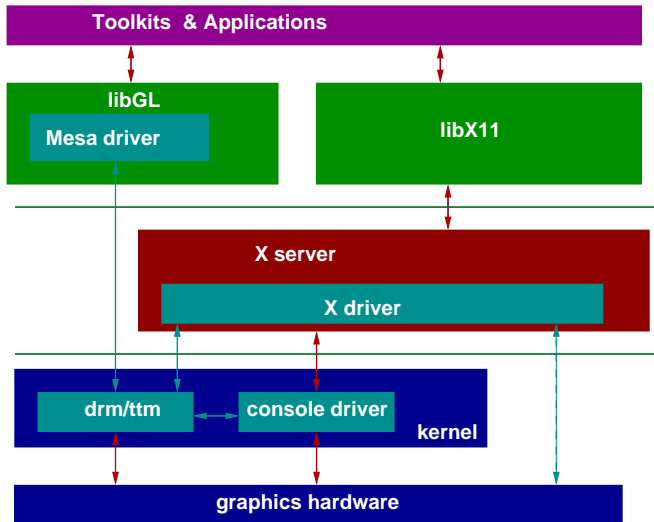 Toolkits & Applications
libGL
Mesa driver
libX11
X server
X driver
drm/ttm
console driver
kernel
graphics hardware